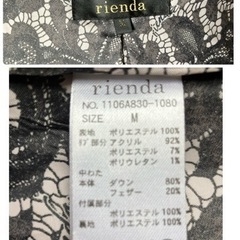 rienda
rienda
NO. 1106A830-1080
SIZE M
表地 ポリエステル 100%
リブ部分 アクリル 92%
ポリエステル 7%
ポリウレタン 1%
中わた
本体 ダウン 80%
フェザー 20%
付属部分
ポリエステル 100%
裏地 ポリエステル 100%